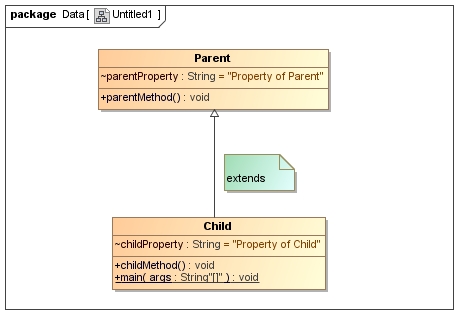 package Data [ Untitled1 ]
Parent
~parentProperty : String = "Property of Parent"
+parentMethod() : void
extends
Child
~childProperty : String = "Property of Child"
+childMethod() : void
+main( args : String"[]" ) : void